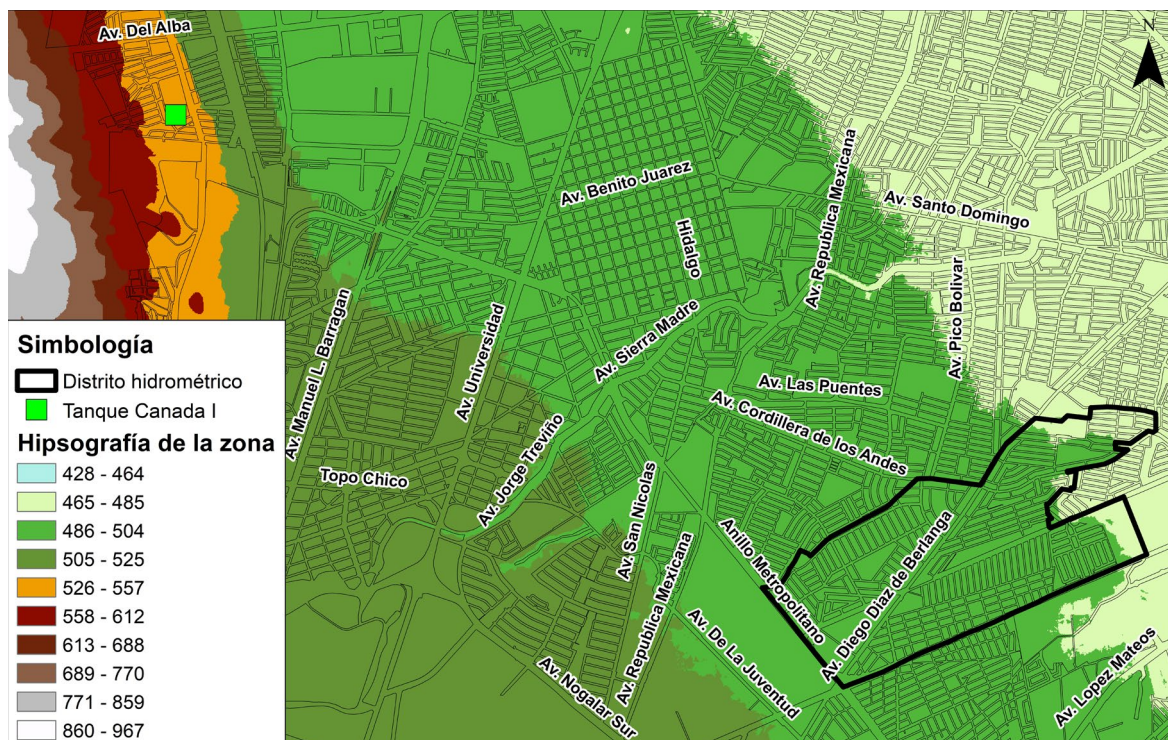 Av. Del Alba
N
Av. Benito Juarez
Hidalgo
Av. Republica Mexicana
Av. Santo Domingo
Av. Pico Bolivar
Av. Manuel L. Barragan
Av. Universidad
Av. Sierra Madre
Av. Las Puentes
Av. Cordillera de los Andes
Topo Chico
Av. Jorge Treviño
Av. San Nicolas
Av. Republica Mexicana
Anillo Metropolitano
Av. Diego Diaz de Berlanga
Av. De La Juventud
Av. Nogalar Sur
Av. Lopez Mateos
Simbología
Distrito hidrométrico
Tanque Canada I
Hipsografía de la zona
428 - 464
465 - 485
486 - 504
505 - 525
526 - 557
558 - 612
613 - 688
689 - 770
771 - 859
860 - 967